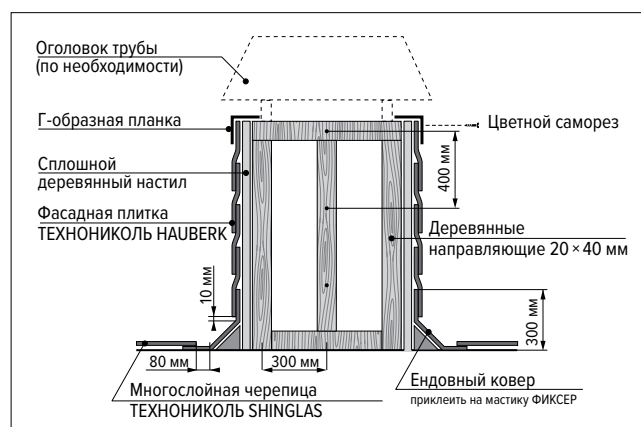 Оголовок трубы
(по необходимости)
Г-образная планка
Цветной саморез
Сплошной
деревянный настил
400 мм
Фасадная плитка
ТЕХНОНИКОЛЬ HAUBERK
Деревянные
направляющие 20 × 40 мм
10 мм
300 мм
80 мм
300 мм
Многослойная черепица
ТЕХНОНИКОЛЬ SHINGLAS
Ендовный ковер
приклеить на мастику ФИКСЕР